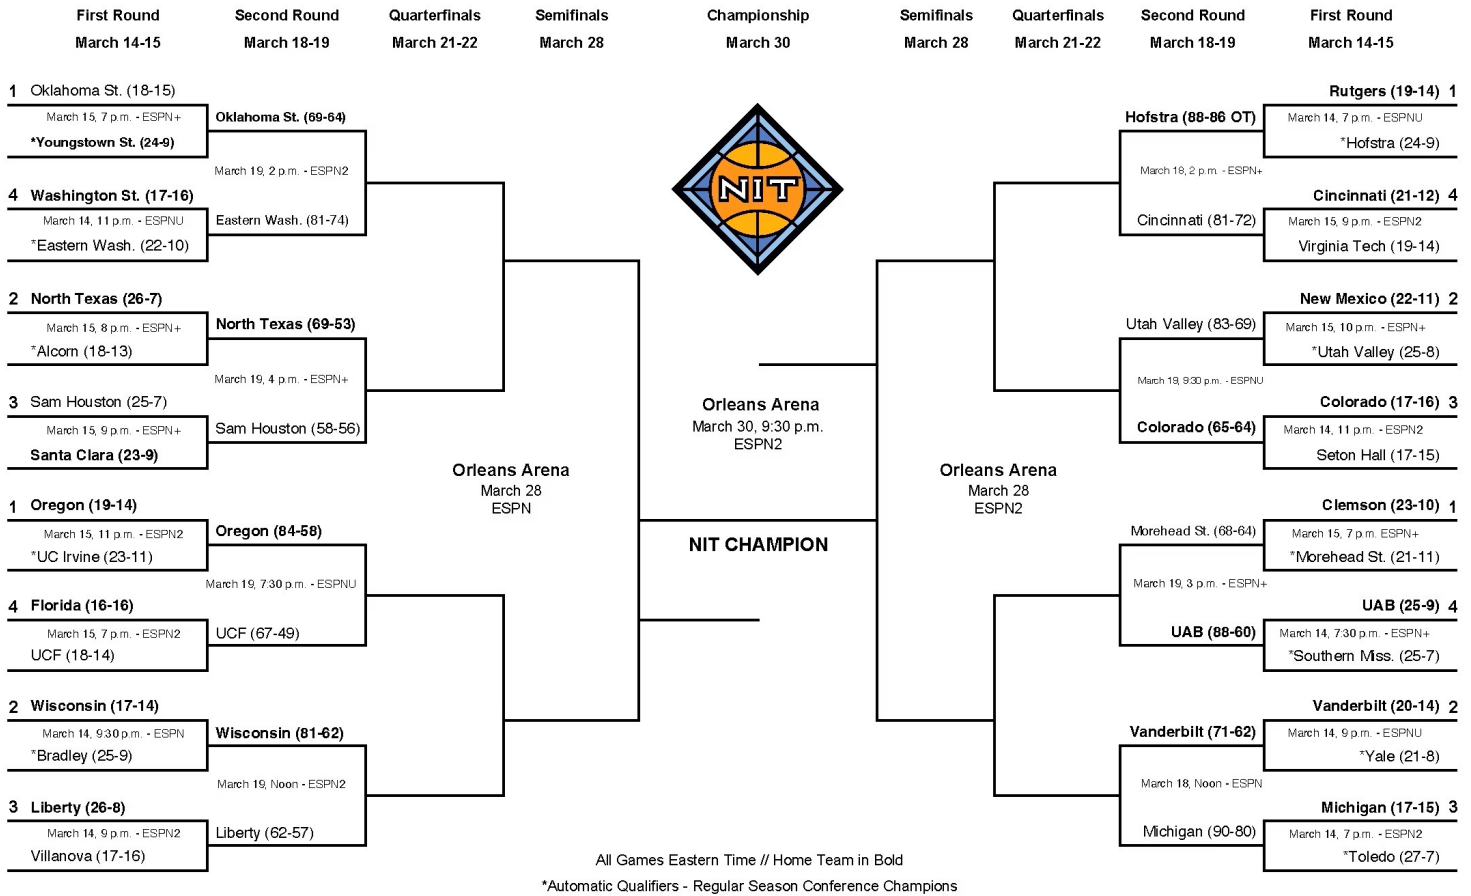 First Round Second Round Quarterfinals Semifinals Championship Semifinals Quarterfinals Second Round First Round
March 14-15 March 18-19 March 21-22 March 28 March 30 March 28 March 21-22 March 18-19 March 14-15
1 Oklahoma St. (18-15)
March 15, 7 p.m. - ESPN+
*Youngstown St. (24-9)
Oklahoma St. (69-64)
March 19, 2 p.m. - ESPN2
4 Washington St. (17-16)
March 14, 11 p.m. - ESPNU
*Eastern Wash. (22-10)
Eastern Wash. (81-74)
2 North Texas (26-7)
March 15, 8 p.m. - ESPN+
*Alcorn (18-13)
North Texas (69-53)
March 19, 4 p.m. - ESPN+
3 Sam Houston (25-7)
March 15, 9 p.m. - ESPN+
Santa Clara (23-9)
Sam Houston (58-56)
1 Oregon (19-14)
March 15, 11 p.m. - ESPN2
*UC Irvine (23-11)
Oregon (84-58)
March 19, 7:30 p.m. - ESPNU
4 Florida (16-16)
March 15, 7 p.m. - ESPN2
UCF (18-14)
UCF (67-49)
2 Wisconsin (17-14)
March 14, 9:30 p.m. - ESPN
*Bradley (25-9)
Wisconsin (81-62)
March 19, Noon - ESPN2
3 Liberty (26-8)
March 14, 9 p.m. - ESPN2
Villanova (17-16)
Liberty (62-57)
Orleans Arena
March 28
ESPN
NIT
Orleans Arena
March 30, 9:30 p.m.
ESPN2
NIT CHAMPION
Orleans Arena
March 28
ESPN2
Rutgers (19-14) 1
March 14, 7 p.m. - ESPNU
*Hofstra (24-9)
Hofstra (88-86 OT)
March 18, 2 p.m. - ESPN+
Cincinnati (21-12) 4
March 15, 9 p.m. - ESPN2
Virginia Tech (19-14)
Cincinnati (81-72)
New Mexico (22-11) 2
March 15, 10 p.m. - ESPN+
*Utah Valley (25-8)
Utah Valley (83-69)
March 19, 9:30 p.m. - ESPNU
Colorado (17-16) 3
March 14, 11 p.m. - ESPN2
Seton Hall (17-15)
Colorado (65-64)
Clemson (23-10) 1
March 15, 7 p.m. ESPN+
*Morehead St. (21-11)
Morehead St. (68-64)
March 19, 3 p.m. - ESPN+
UAB (25-9) 4
March 14, 7:30 p.m. - ESPN+
*Southern Miss. (25-7)
UAB (88-60)
Vanderbilt (20-14) 2
March 14, 9 p.m. - ESPNU
*Yale (21-8)
Vanderbilt (71-62)
March 18, Noon - ESPN
Michigan (17-15) 3
March 14, 7 p.m. - ESPN2
*Toledo (27-7)
Michigan (90-80)
All Games Eastern Time // Home Team in Bold
*Automatic Qualifiers - Regular Season Conference Champions